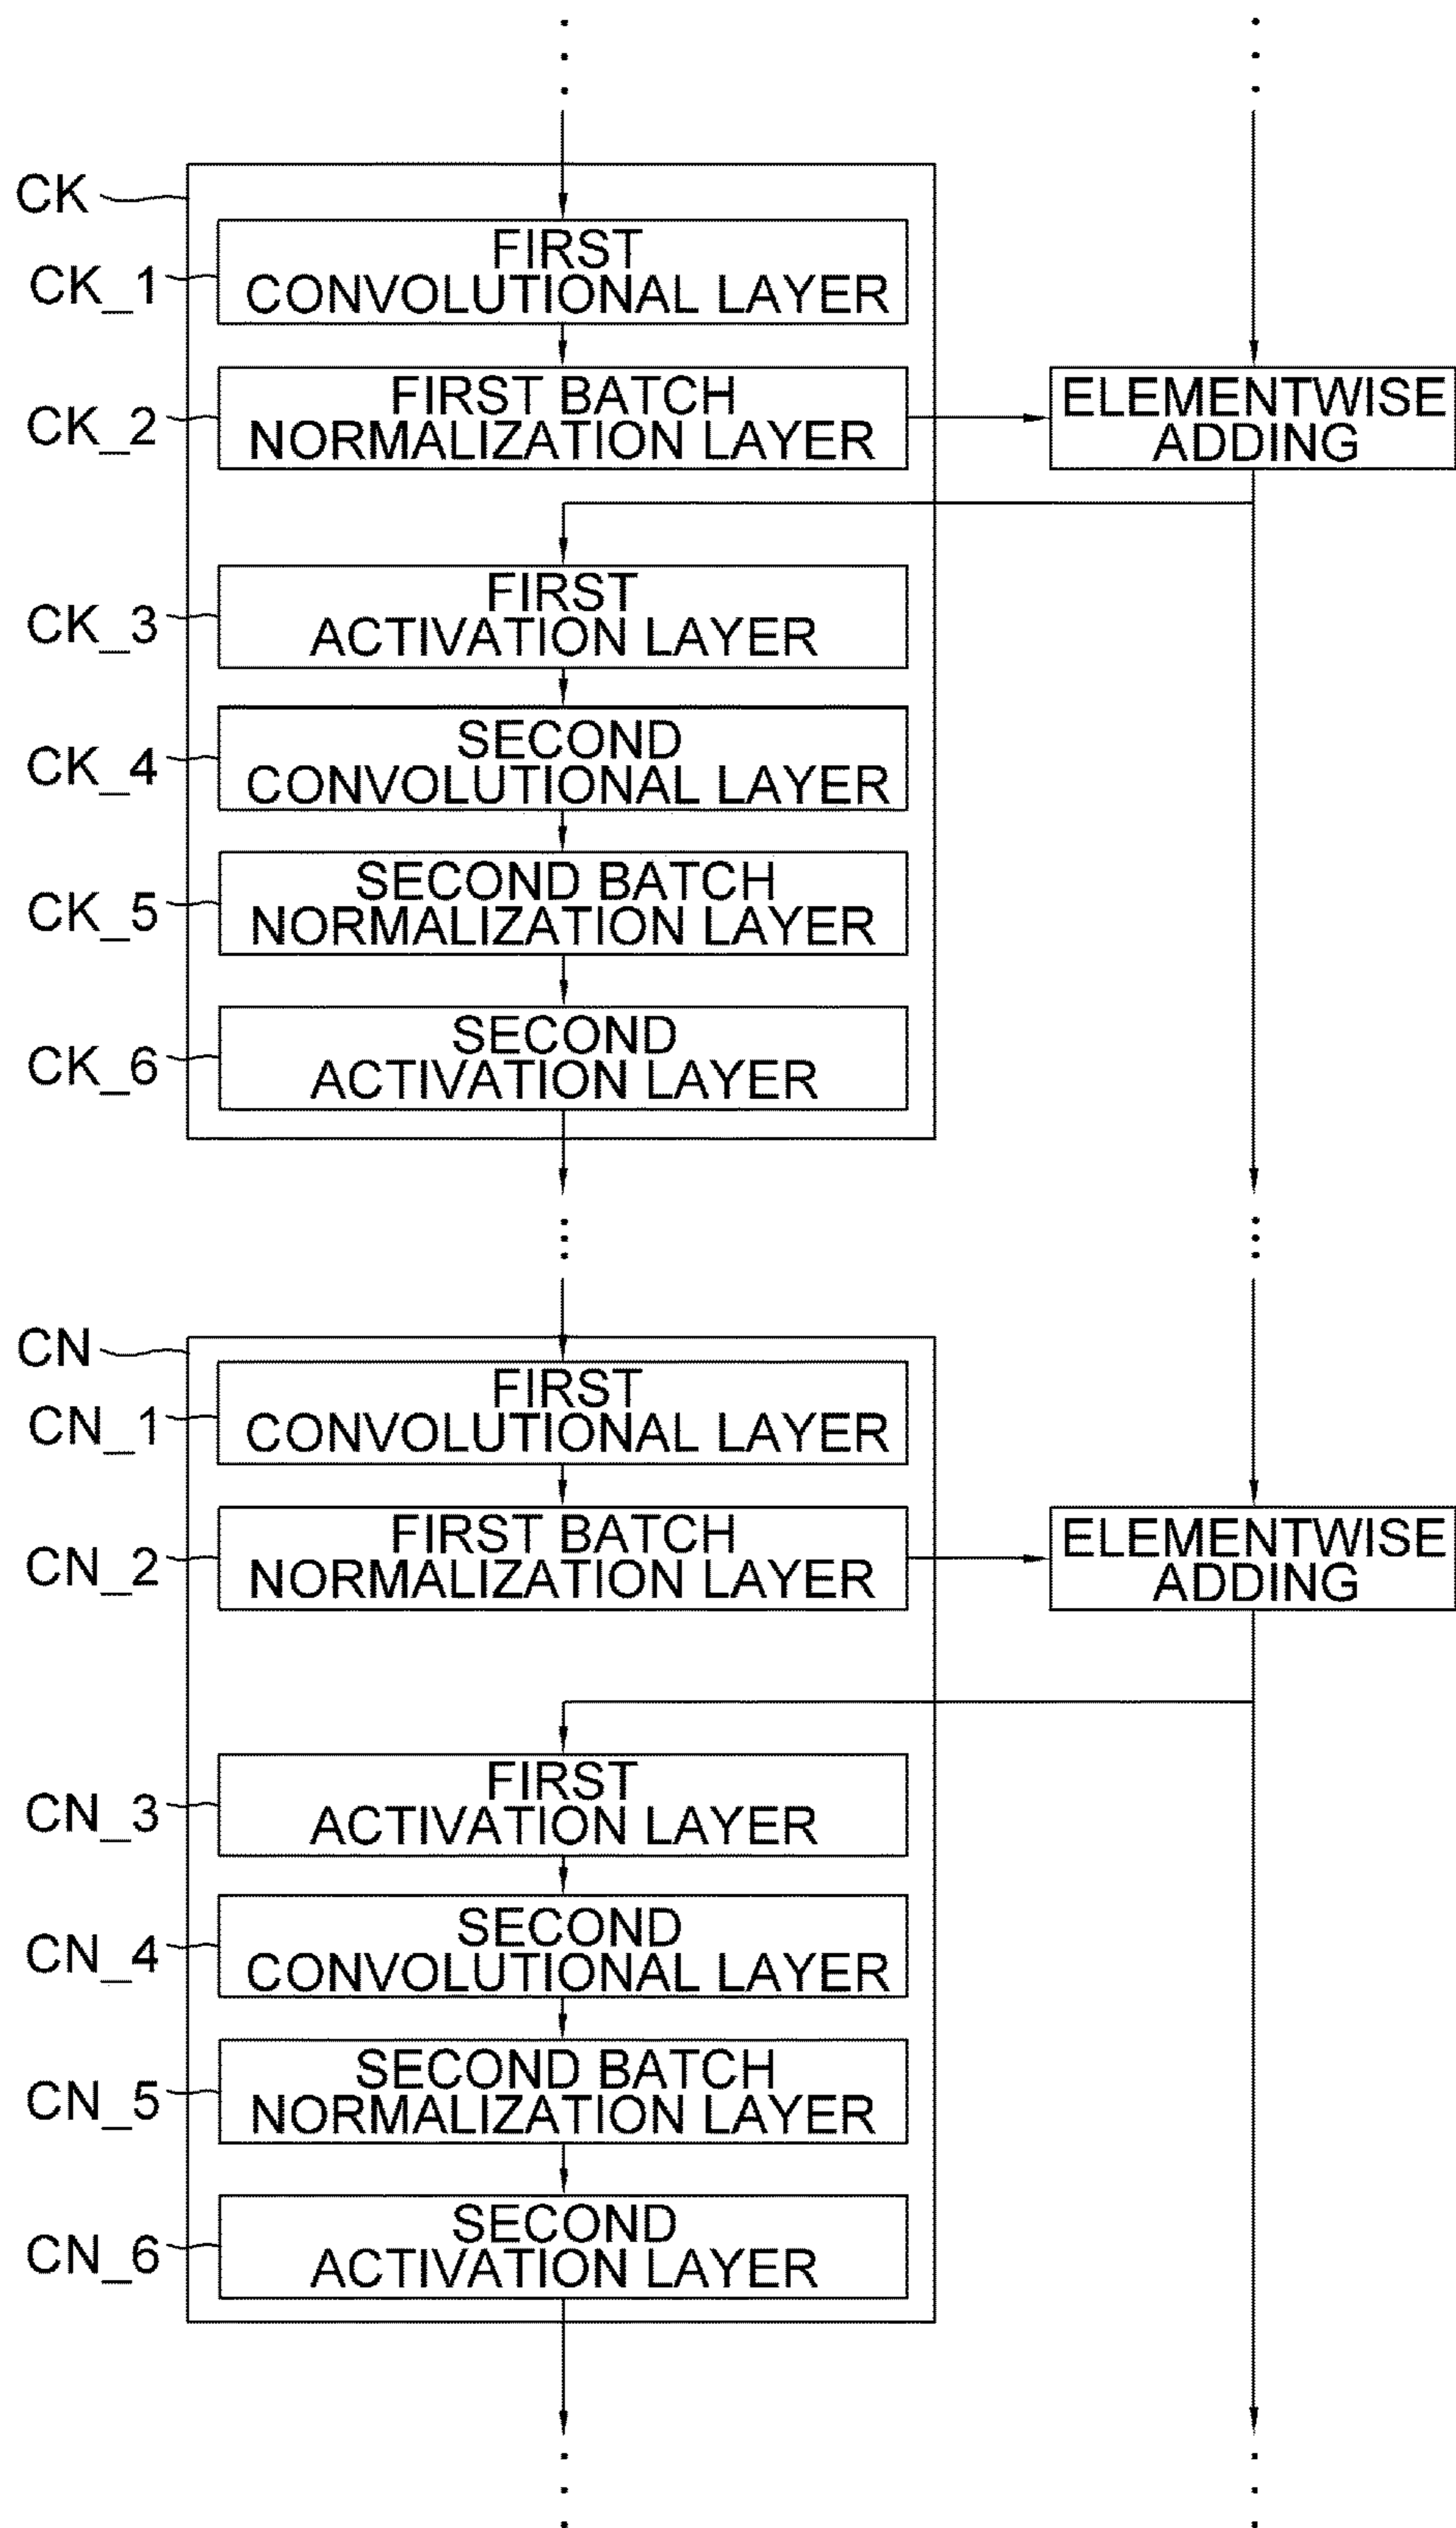 CK
CK_1
FIRST
CONVOLUTIONAL LAYER
CK_2
FIRST BATCH
NORMALIZATION LAYER
ELEMENTWISE
ADDING
CK_3
FIRST
ACTIVATION LAYER
CK_4
SECOND
CONVOLUTIONAL LAYER
CK_5
SECOND BATCH
NORMALIZATION LAYER
CK_6
SECOND
ACTIVATION LAYER
CN
CN_1
FIRST
CONVOLUTIONAL LAYER
CN_2
FIRST BATCH
NORMALIZATION LAYER
ELEMENTWISE
ADDING
CN_3
FIRST
ACTIVATION LAYER
CN_4
SECOND
CONVOLUTIONAL LAYER
CN_5
SECOND BATCH
NORMALIZATION LAYER
CN_6
SECOND
ACTIVATION LAYER